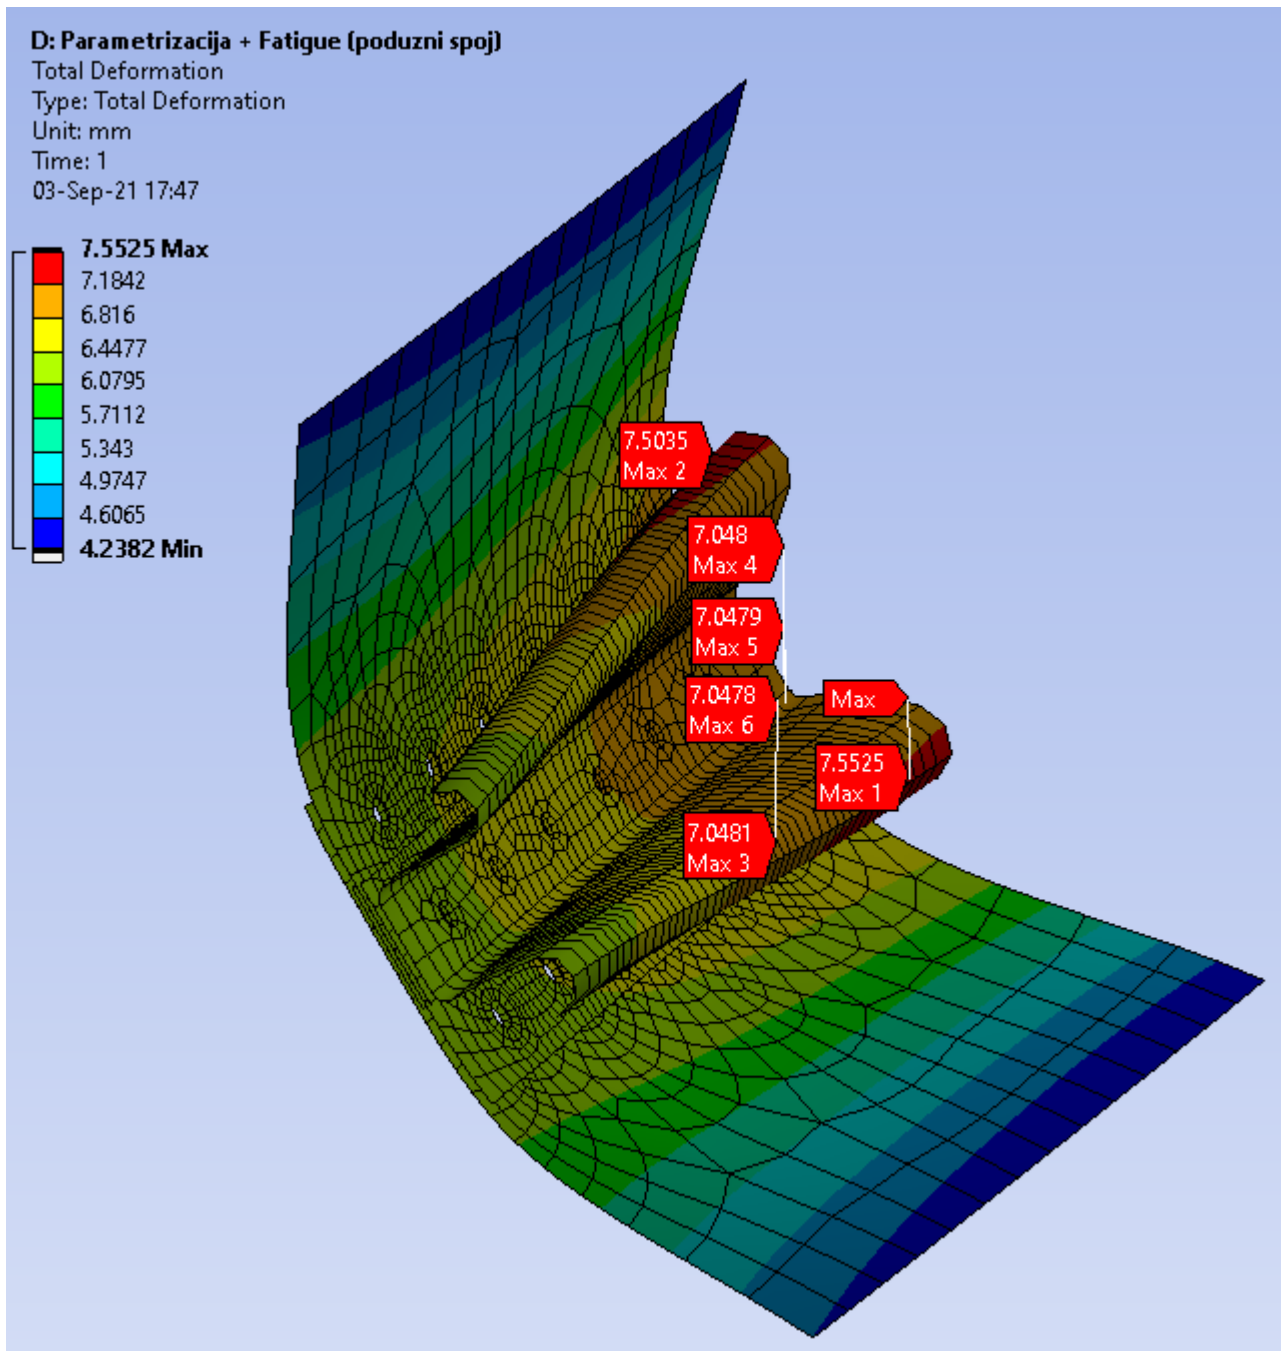 D: Parametrizacija + Fatigue (poduzni spoj)
Total Deformation
Type: Total Deformation
Unit: mm
Time: 1
03-Sep-21 17:47
7.5525 Max
7.1842
6.816
6.4477
6.0795
5.7112
5.343
4.9747
4.6065
4.2382 Min
7.5035
Max 2
7.048
Max 4
7.0479
Max 5
7.0478
Max 6
Max
7.5525
Max 1
7.0481
Max 3